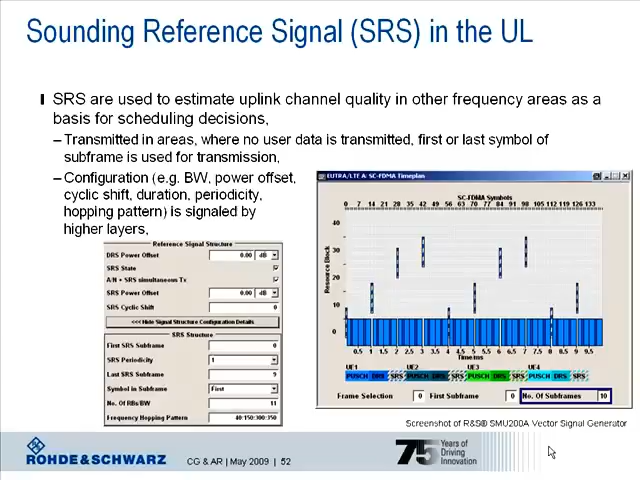 Sounding Reference Signal (SRS) in the UL
SRS are used to estimate uplink channel quality in other frequency areas as a
basis for scheduling decisions,
– Transmitted in areas, where no user data is transmitted, first or last symbol of
subframe is used for transmission,
– Configuration (e.g. BW, power offset,
cyclic shift, duration, periodicity,
hopping pattern) is signaled by
higher layers,
Reference Signal Structure
DRS Power Offset 0.00 dB
SRS State
A/N + SRS simultaneous Tx
SRS Power Offset 0.00 dB
SRS Cyclic Shift 0
<<< Hide Signal Structure Configuration Details
SRS Structure
First SRS Subframe 0
SRS Periodicity 1
Last SRS Subframe 9
Symbol in Subframe First
No. Of RBs/BW 11
Frequency Hopping Pattern 40:150:300:350
EUTRA/LTE A: SC-FDMA Timeplan
SC-FDMA Symbols
0 7 14 21 28 35 42 49 56 63 70 77 84 91 98 105 112 119 126 133
40
30
20
10
0
Resource Block
0.5 1 1.5 2 2.5 3 3.5 4 4.5 5 5.5 6 6.5 7 7.5 8 8.5 9 9.5
Time/ms
UE1 UE2 UE3 UE4
PUSCH DRS SRS PUSCH DRS SRS PUSCH DRS SRS PUSCH DRS SRS
Frame Selection 0 First Subframe 0 No. Of Subframes 10
Screenshot of R&S® SMU200A Vector Signal Generator
ROHDE&SCHWARZ
CG & AR | May 2009 | 52
75 Years of
Driving
Innovation